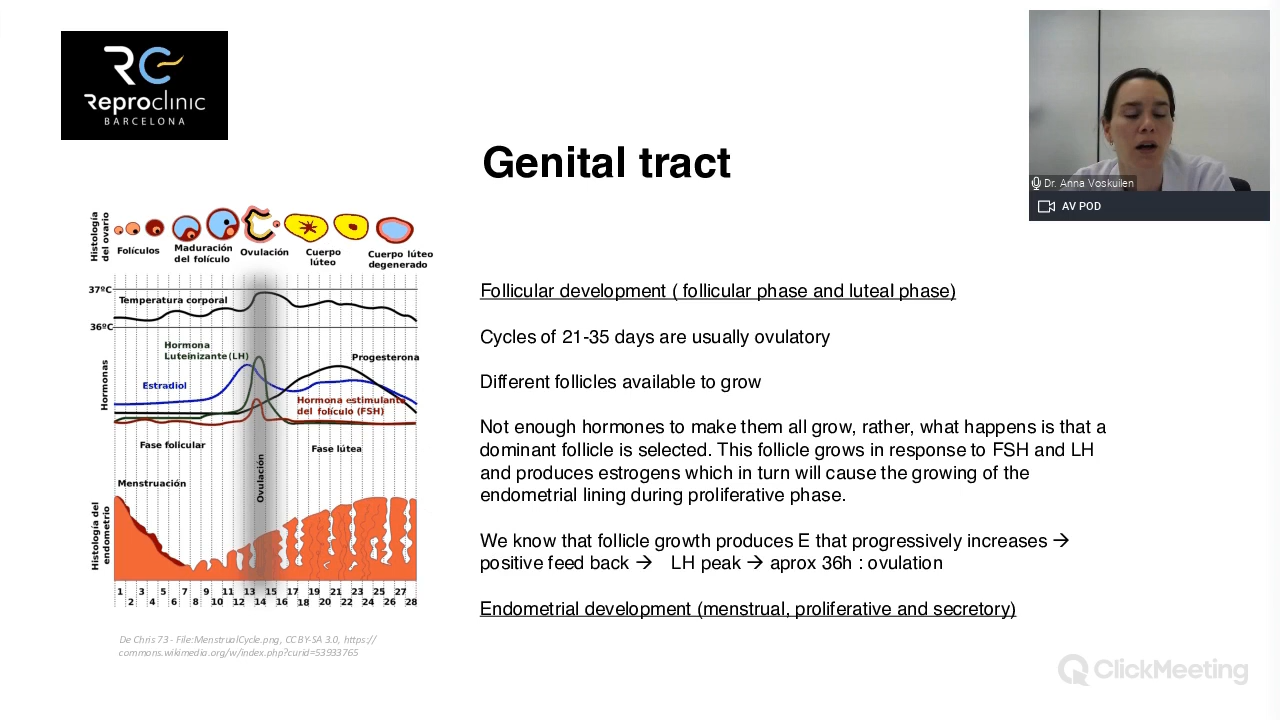 RC
Reproclinic
BARCELONA
Dr. Anna Voskuilen
AV POD
Genital tract
Histología
del ovario
Folículos
Maduración
del folículo
Ovulación
Cuerpo
lúteo
Cuerpo lúteo
degenerado
37ºC
Temperatura corporal
36ºC
Hormonas
Hormona
Luteinizante(LH)
Progesterona
Estradiol
Hormona estimulante
del folículo (FSH)
Fase folicular
Fase lútea
Ovulación
Menstruación
Histología del
endometrio
1 3 5 7 9 11 13 15 17 19 21 23 25 27
2 4 6 8 10 12 14 16 18 20 22 24 26 28
De Chris 73 - File:MenstrualCycle.png, CC BY-SA 3.0, https://
commons.wikimedia.org/w/index.php?curid=53933765
Follicular development ( follicular phase and luteal phase)
Cycles of 21-35 days are usually ovulatory
Different follicles available to grow
Not enough hormones to make them all grow, rather, what happens is that a
dominant follicle is selected. This follicle grows in response to FSH and LH
and produces estrogens which in turn will cause the growing of the
endometrial lining during proliferative phase.
We know that follicle growth produces E that progressively increases →
positive feed back → LH peak → aprox 36h : ovulation
Endometrial development (menstrual, proliferative and secretory)
ClickMeeting